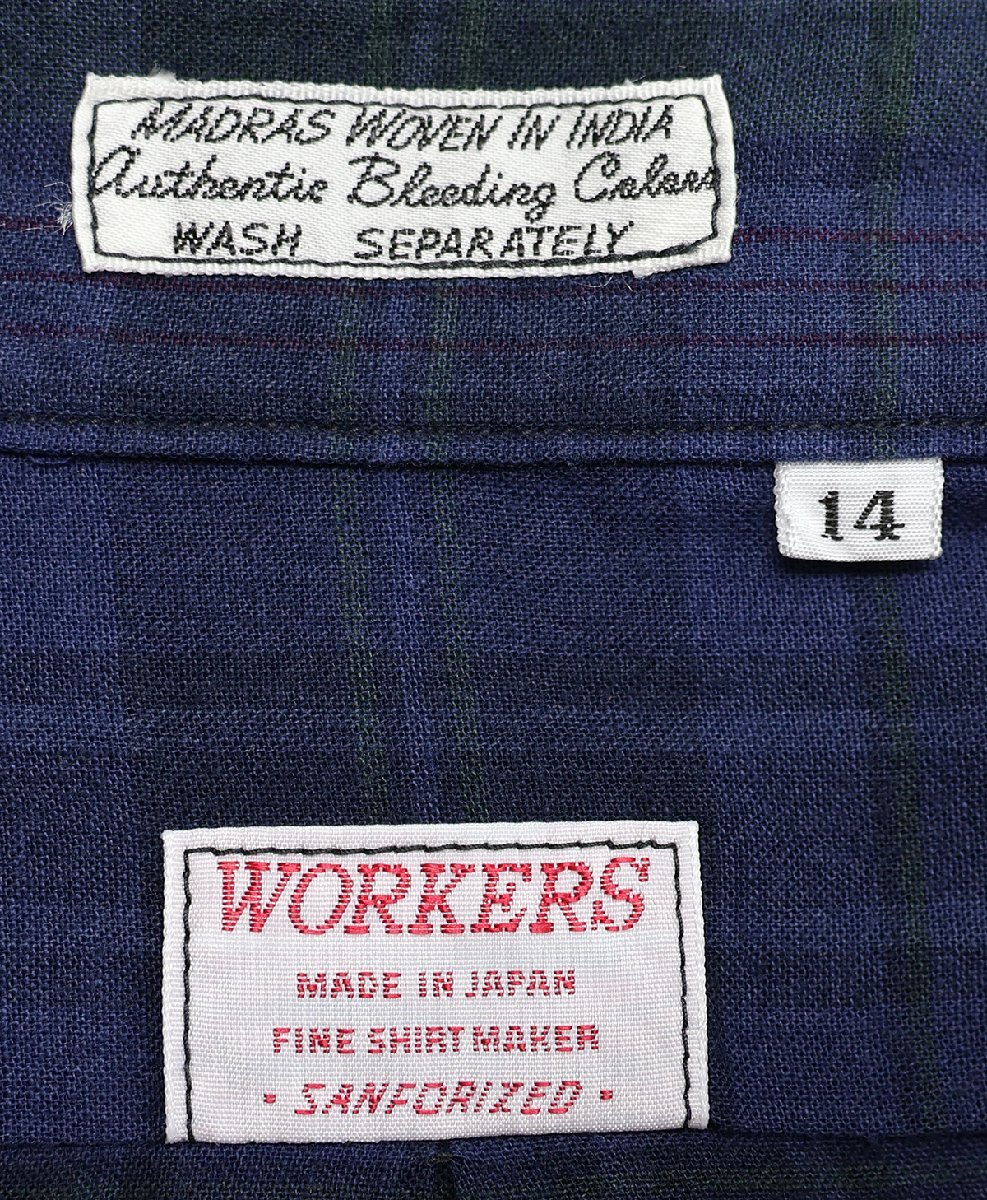 MADRAS WOVEN IN INDIA
Authentic Bleeding Colors
WASH SEPARATELY
14
WORKERS
MADE IN JAPAN
FINE SHIRT MAKER
• SANFORIZED •